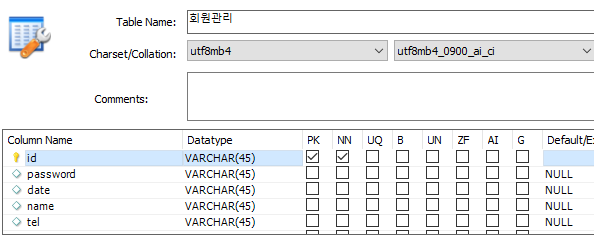 Table Name: 회원관리
Charset/Collation: utf8mb4 utf8mb4_0900_ai_ci
Comments:
Column Name Datatype PK NN UQ B UN ZF AI G Default/Ex
id VARCHAR(45)
password VARCHAR(45) NULL
date VARCHAR(45) NULL
name VARCHAR(45) NULL
tel VARCHAR(45) NULL